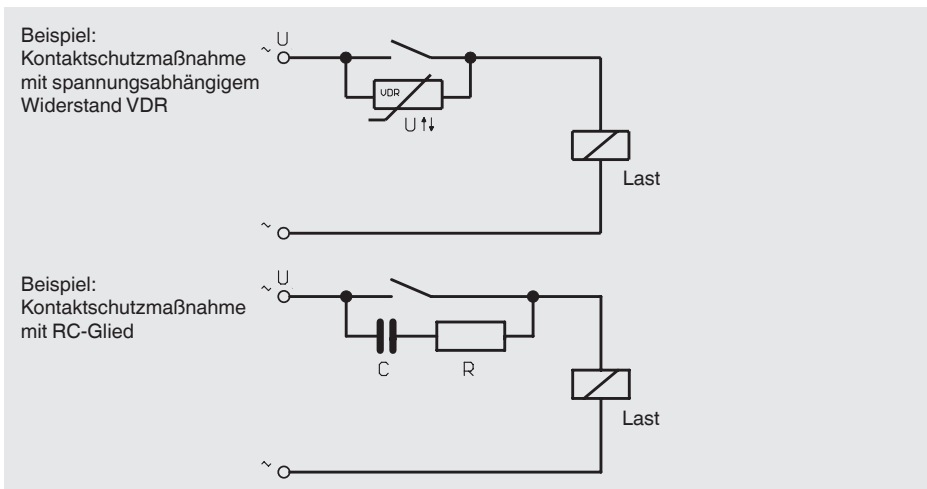 Beispiel:
Kontaktschutzmaßnahme
mit spannungsabhängigem
Widerstand VDR
~ U
VDR
U ↑↓
Last
~
Beispiel:
Kontaktschutzmaßnahme
mit RC-Glied
~ U
C R
Last
~